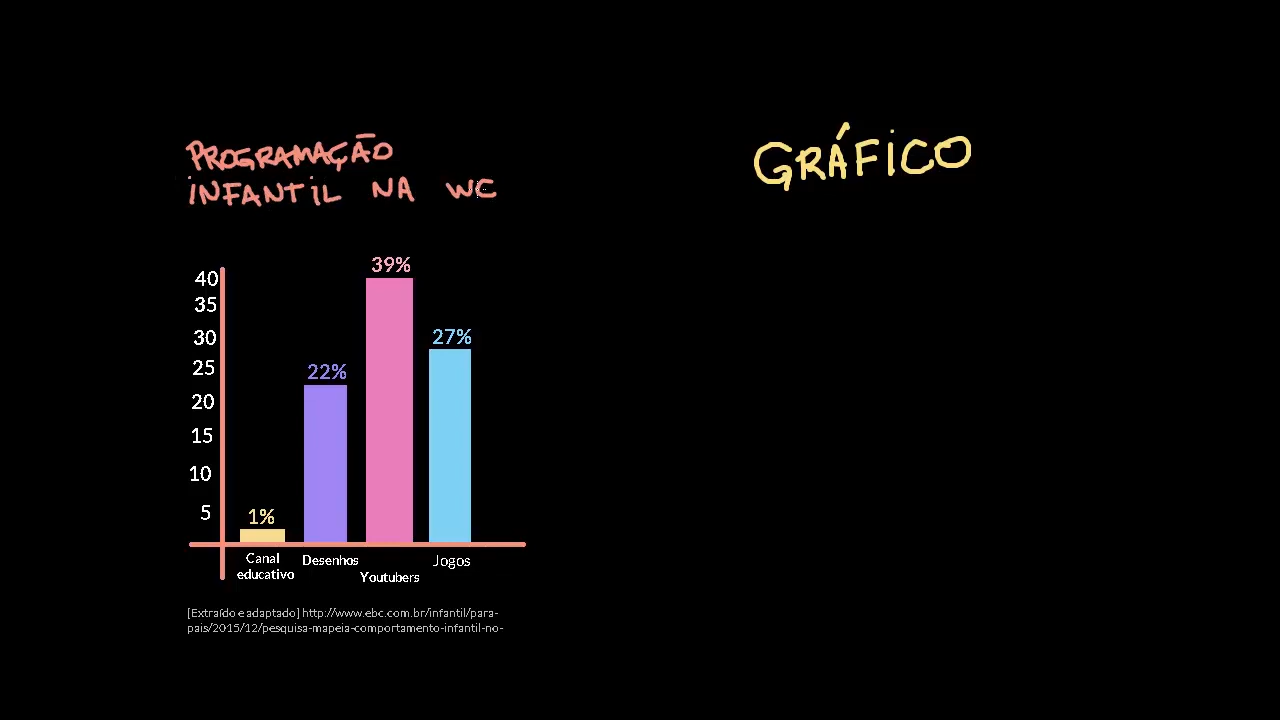 PROGRAMAÇÃO
INFANTIL NA WE
GRÁFICO
39%
40
35
27%
30
22%
25
20
15
10
5
1%
Canal
educativo
Desenhos
Youtubers
Jogos
[Extraído e adaptado] http://www.ebc.com.br/infantil/para-
pais/2015/12/pesquisa-mapeia-comportamento-infantil-no-